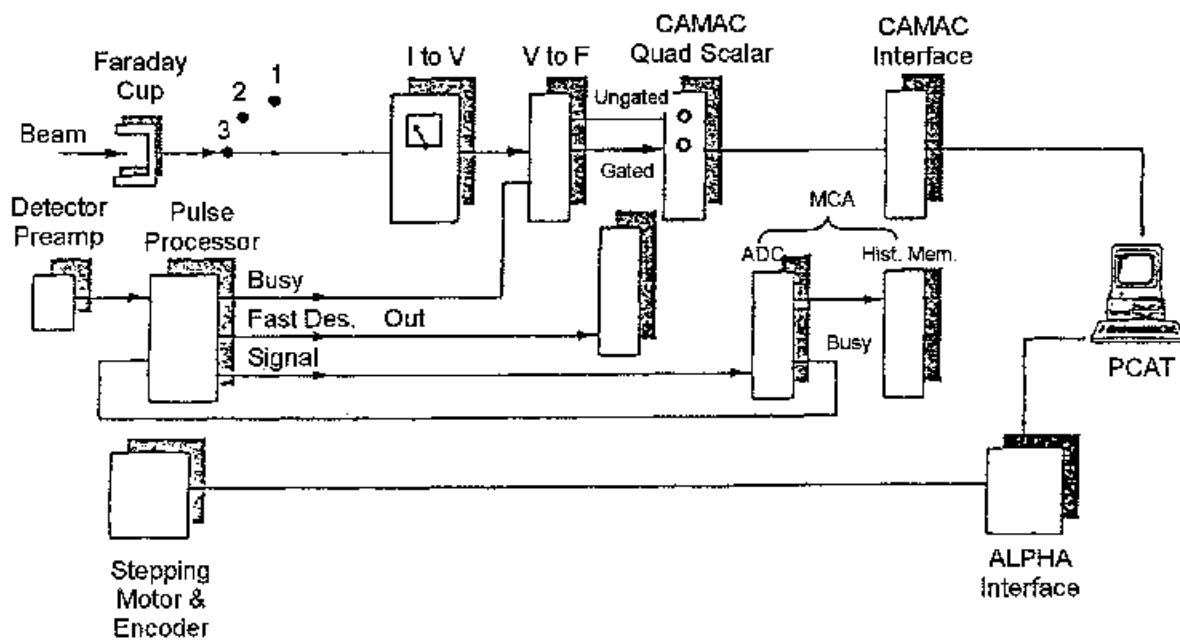 Faraday
Cup
Beam
1
2
3
I to V
V to F
CAMAC
Quad Scalar
CAMAC
Interface
Ungated
Gated
Detector
Preamp
Pulse
Processor
Busy
Fast Des. Out
Signal
MCA
ADC
Hist. Mem.
Busy
PCAT
Stepping
Motor &
Encoder
ALPHA
Interface